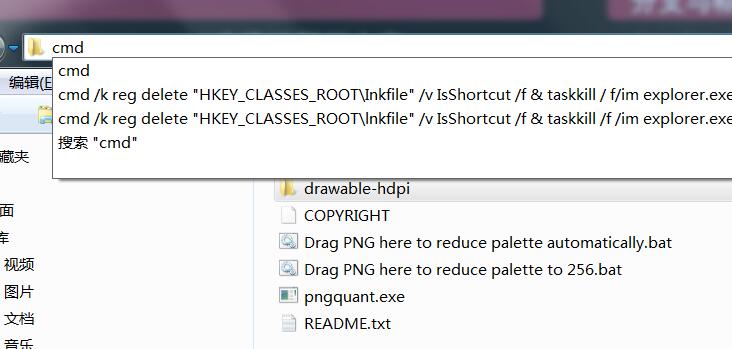 cmd
cmd
cmd /k reg delete "HKEY_CLASSES_ROOT\lnkfile" /v IsShortcut /f & taskkill / f/im explorer.exe
cmd /k reg delete "HKEY_CLASSES_ROOT\lnkfile" /v IsShortcut /f & taskkill /f /im explorer.exe
搜索 "cmd"
编辑(E
藏夹
面
库
视频
图片
文档
音乐
drawable-hdpi
COPYRIGHT
Drag PNG here to reduce palette automatically.bat
Drag PNG here to reduce palette to 256.bat
pngquant.exe
README.txt